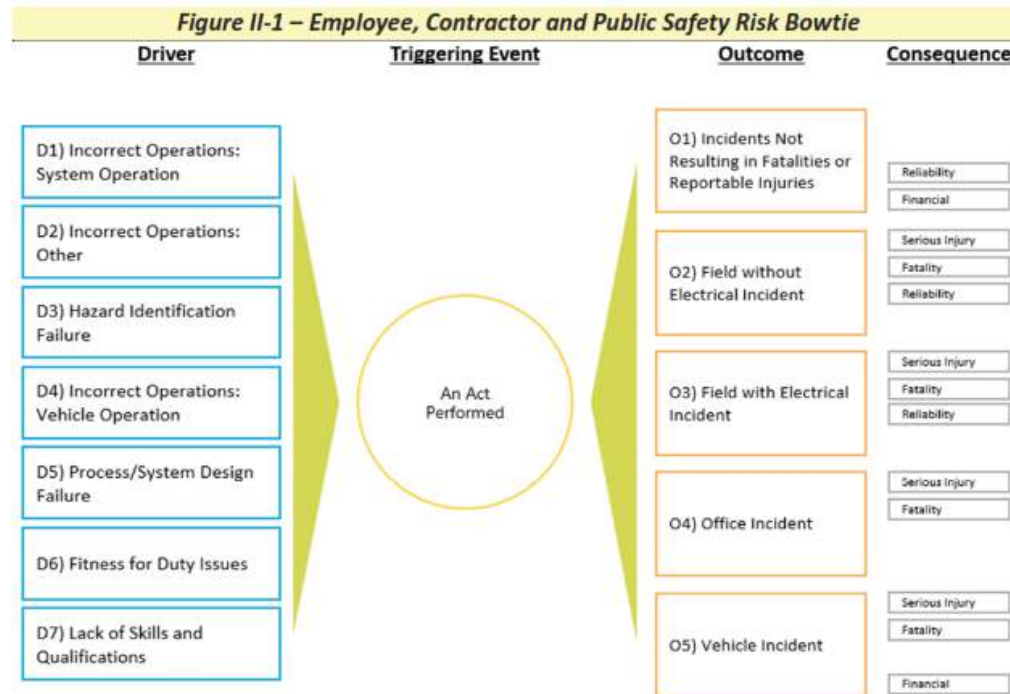 Figure II-1 – Employee, Contractor and Public Safety Risk Bowtie
Driver
Triggering Event
Outcome
Consequence
D1) Incorrect Operations:
System Operation
D2) Incorrect Operations:
Other
D3) Hazard Identification
Failure
D4) Incorrect Operations:
Vehicle Operation
D5) Process/System Design
Failure
D6) Fitness for Duty Issues
D7) Lack of Skills and
Qualifications
An Act
Performed
O1) Incidents Not
Resulting in Fatalities or
Reportable Injuries
Reliability
Financial
O2) Field without
Electrical Incident
Serious Injury
Fatality
Reliability
O3) Field with Electrical
Incident
Serious Injury
Fatality
Reliability
O4) Office Incident
Serious Injury
Fatality
O5) Vehicle Incident
Serious Injury
Fatality
Financial